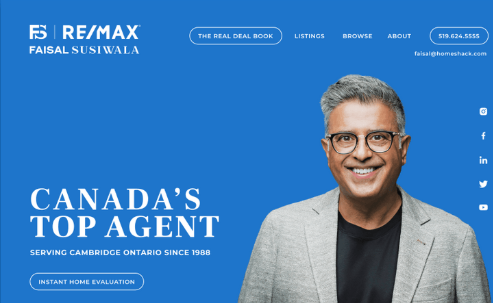 FS | RE/MAX
FAISAL SUSIWALA
THE REAL DEAL BOOK
LISTINGS
BROWSE
ABOUT
519.624.5555
faisal@homeshack.com
CANADA'S
TOP AGENT
SERVING CAMBRIDGE ONTARIO SINCE 1988
INSTANT HOME EVALUATION